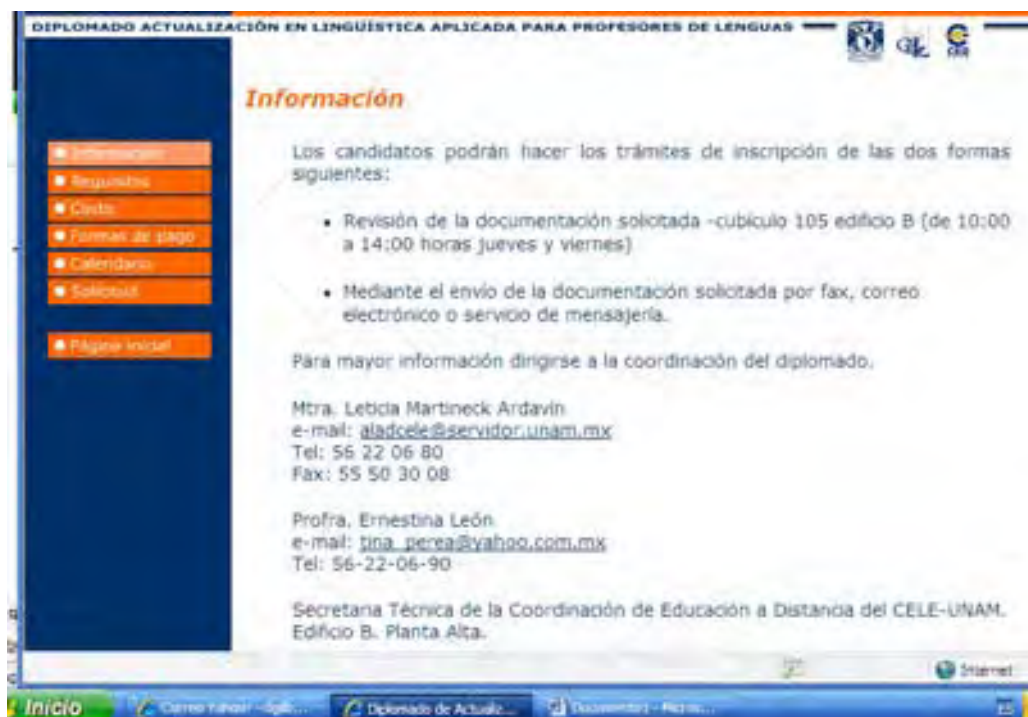 DIPLOMADO ACTUALIZACIÓN EN LINGÜÍSTICA APLICADA PARA PROFESORES DE LENGUAS
Información
Información
Requisitos
Costo
Formas de pago
Calendario
Solicitud
Página inicial
Los candidatos podrán hacer los trámites de inscripción de las dos formas
siguientes:
• Revisión de la documentación solicitada -cubículo 105 edificio B (de 10:00
a 14:00 horas jueves y viernes)
• Mediante el envío de la documentación solicitada por fax, correo
electrónico o servicio de mensajería.
Para mayor información dirigirse a la coordinación del diplomado.
Mtra. Leticia Martineck Ardavín
e-mail: aladcele@servidor.unam.mx
Tel: 56 22 06 80
Fax: 55 50 30 08
Profra. Ernestina León
e-mail: tina_perea@yahoo.com.mx
Tel: 56-22-06-90
Secretaria Técnica de la Coordinación de Educación a Distancia del CELE-UNAM.
Edificio B. Planta Alta.
Internet
Inicio
Correo Yahoo!
Diplomado de Actualiz...
ES